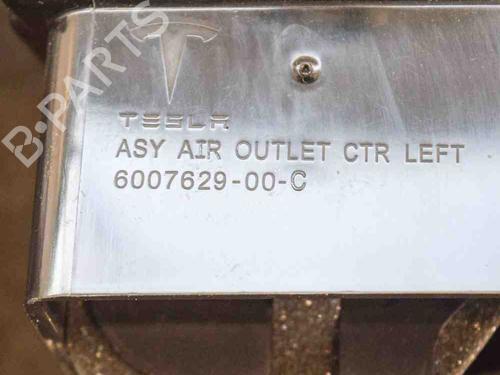 B-PARTS
TESLA
ASY AIR OUTLET CTR LEFT
6007629-00-C